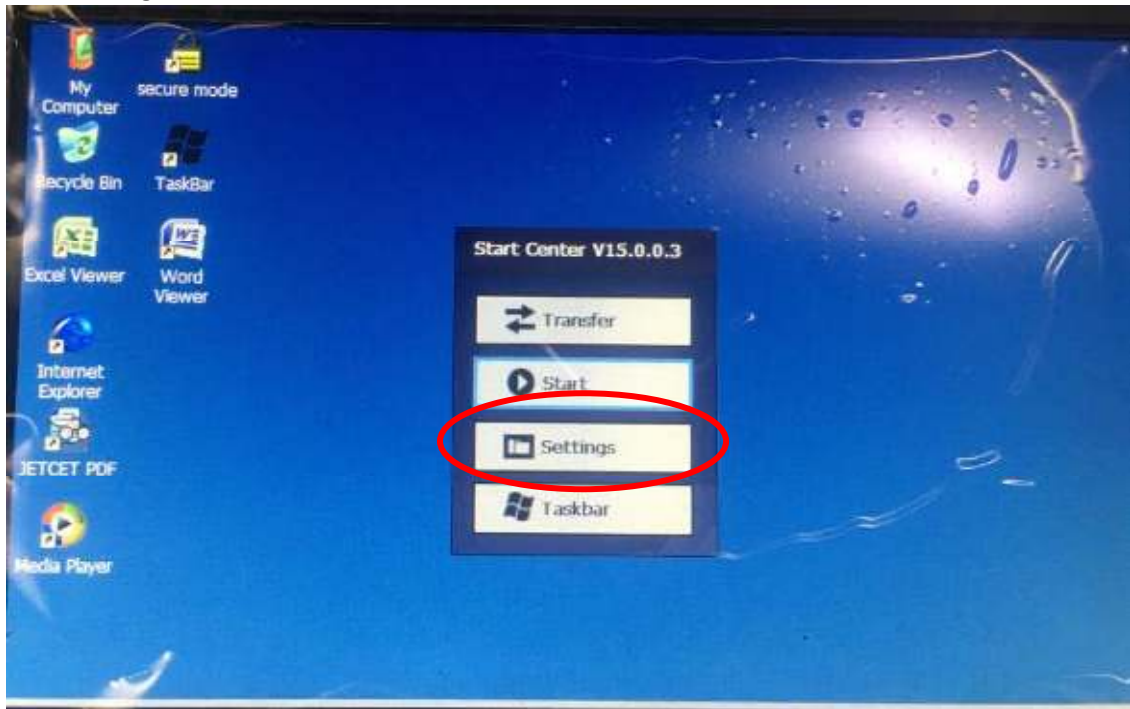 My
Computer
secure mode
Recycle Bin
TaskBar
Excel Viewer
Word
Viewer
Internet
Explorer
JETCET PDF
Media Player
Start Center V15.0.0.3
Transfer
Start
Settings
Taskbar